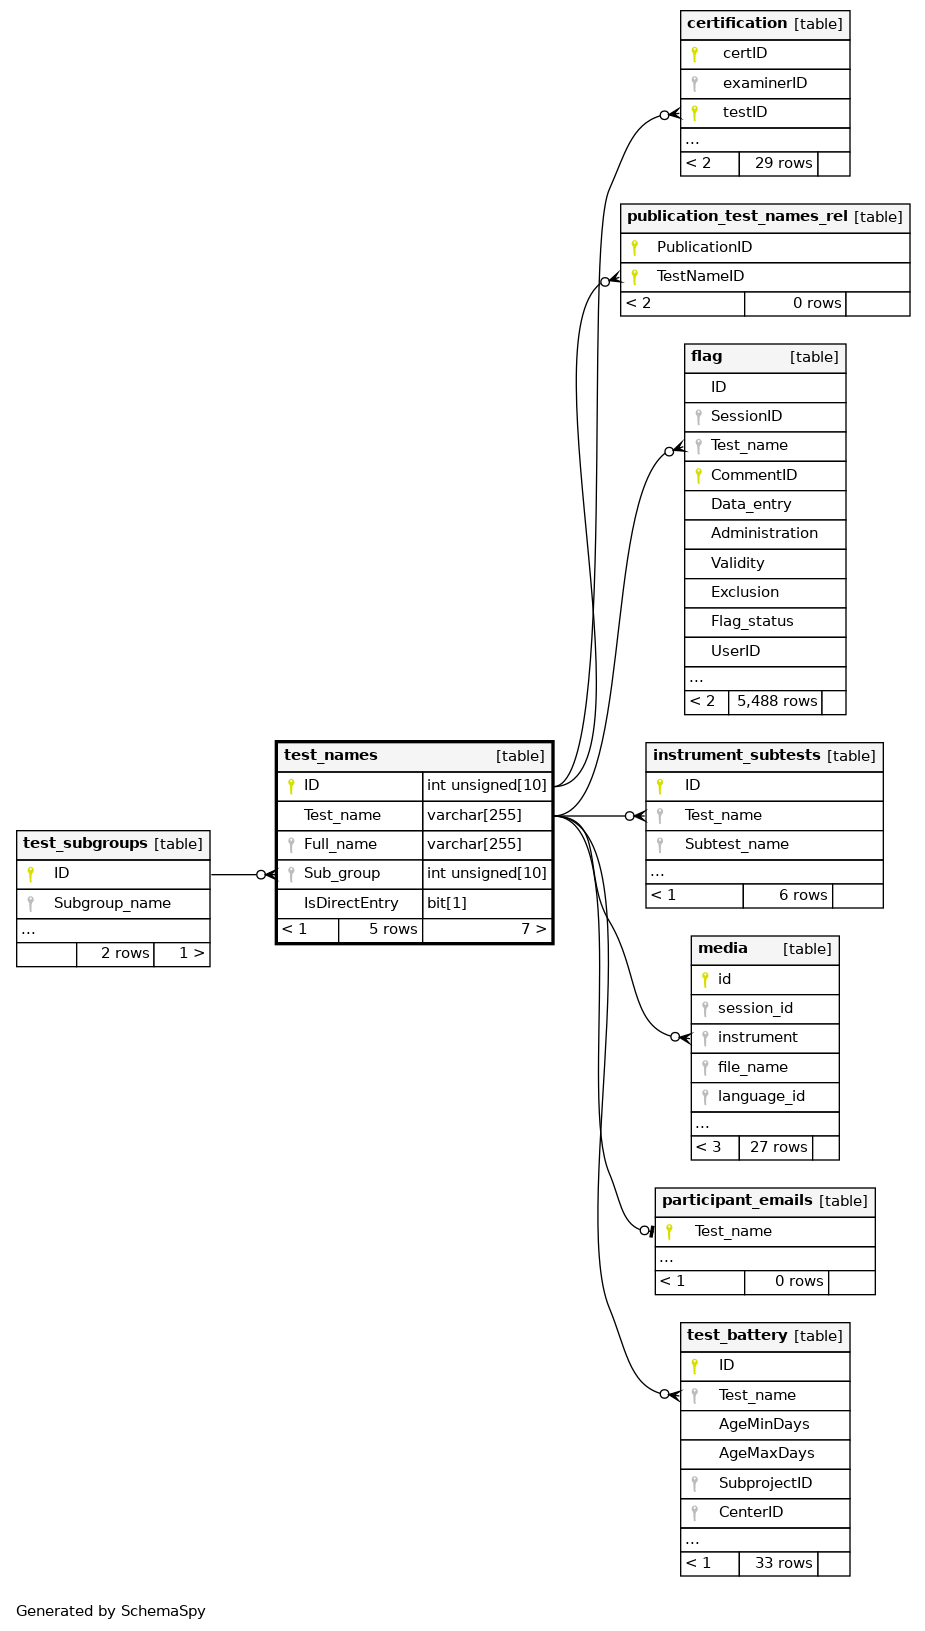 certification [table]
certID
examinerID
testID
...
< 2 29 rows
publication_test_names_rel [table]
PublicationID
TestNameID
< 2 0 rows
flag [table]
ID
SessionID
Test_name
CommentID
Data_entry
Administration
Validity
Exclusion
Flag_status
UserID
...
< 2 5,488 rows
test_names [table]
ID int unsigned[10]
Test_name varchar[255]
Full_name varchar[255]
Sub_group int unsigned[10]
IsDirectEntry bit[1]
< 1 5 rows 7 >
test_subgroups [table]
ID
Subgroup_name
...
2 rows 1 >
instrument_subtests [table]
ID
Test_name
Subtest_name
...
< 1 6 rows
media [table]
id
session_id
instrument
file_name
language_id
...
< 3 27 rows
participant_emails [table]
Test_name
...
< 1 0 rows
test_battery [table]
ID
Test_name
AgeMinDays
AgeMaxDays
SubprojectID
CenterID
...
< 1 33 rows
Generated by SchemaSpy